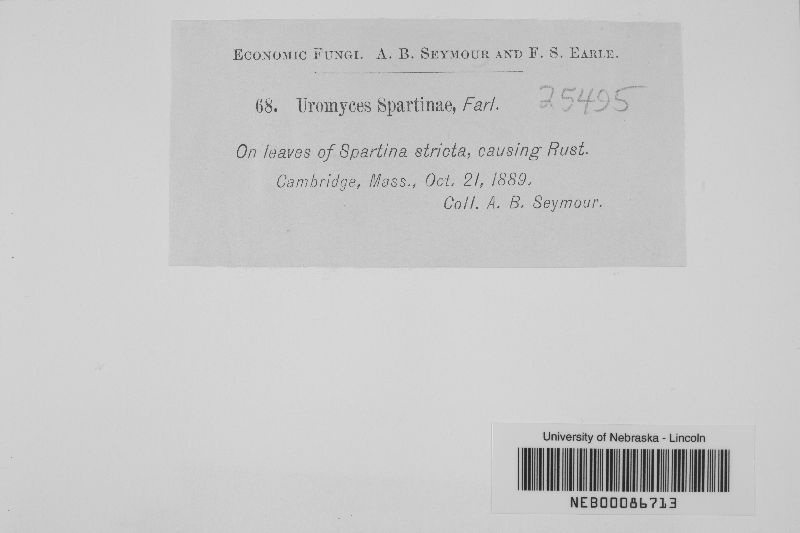 ECONOMIC FUNGI. A. B. SEYMOUR AND F. S. EARLE.
68. Uromyces Spartinae, Farl. 25495
On leaves of Spartina stricta, causing Rust.
Cambridge, Mass., Oct. 21, 1889.
Coll. A. B. Seymour.
University of Nebraska - Lincoln
NEB00086713